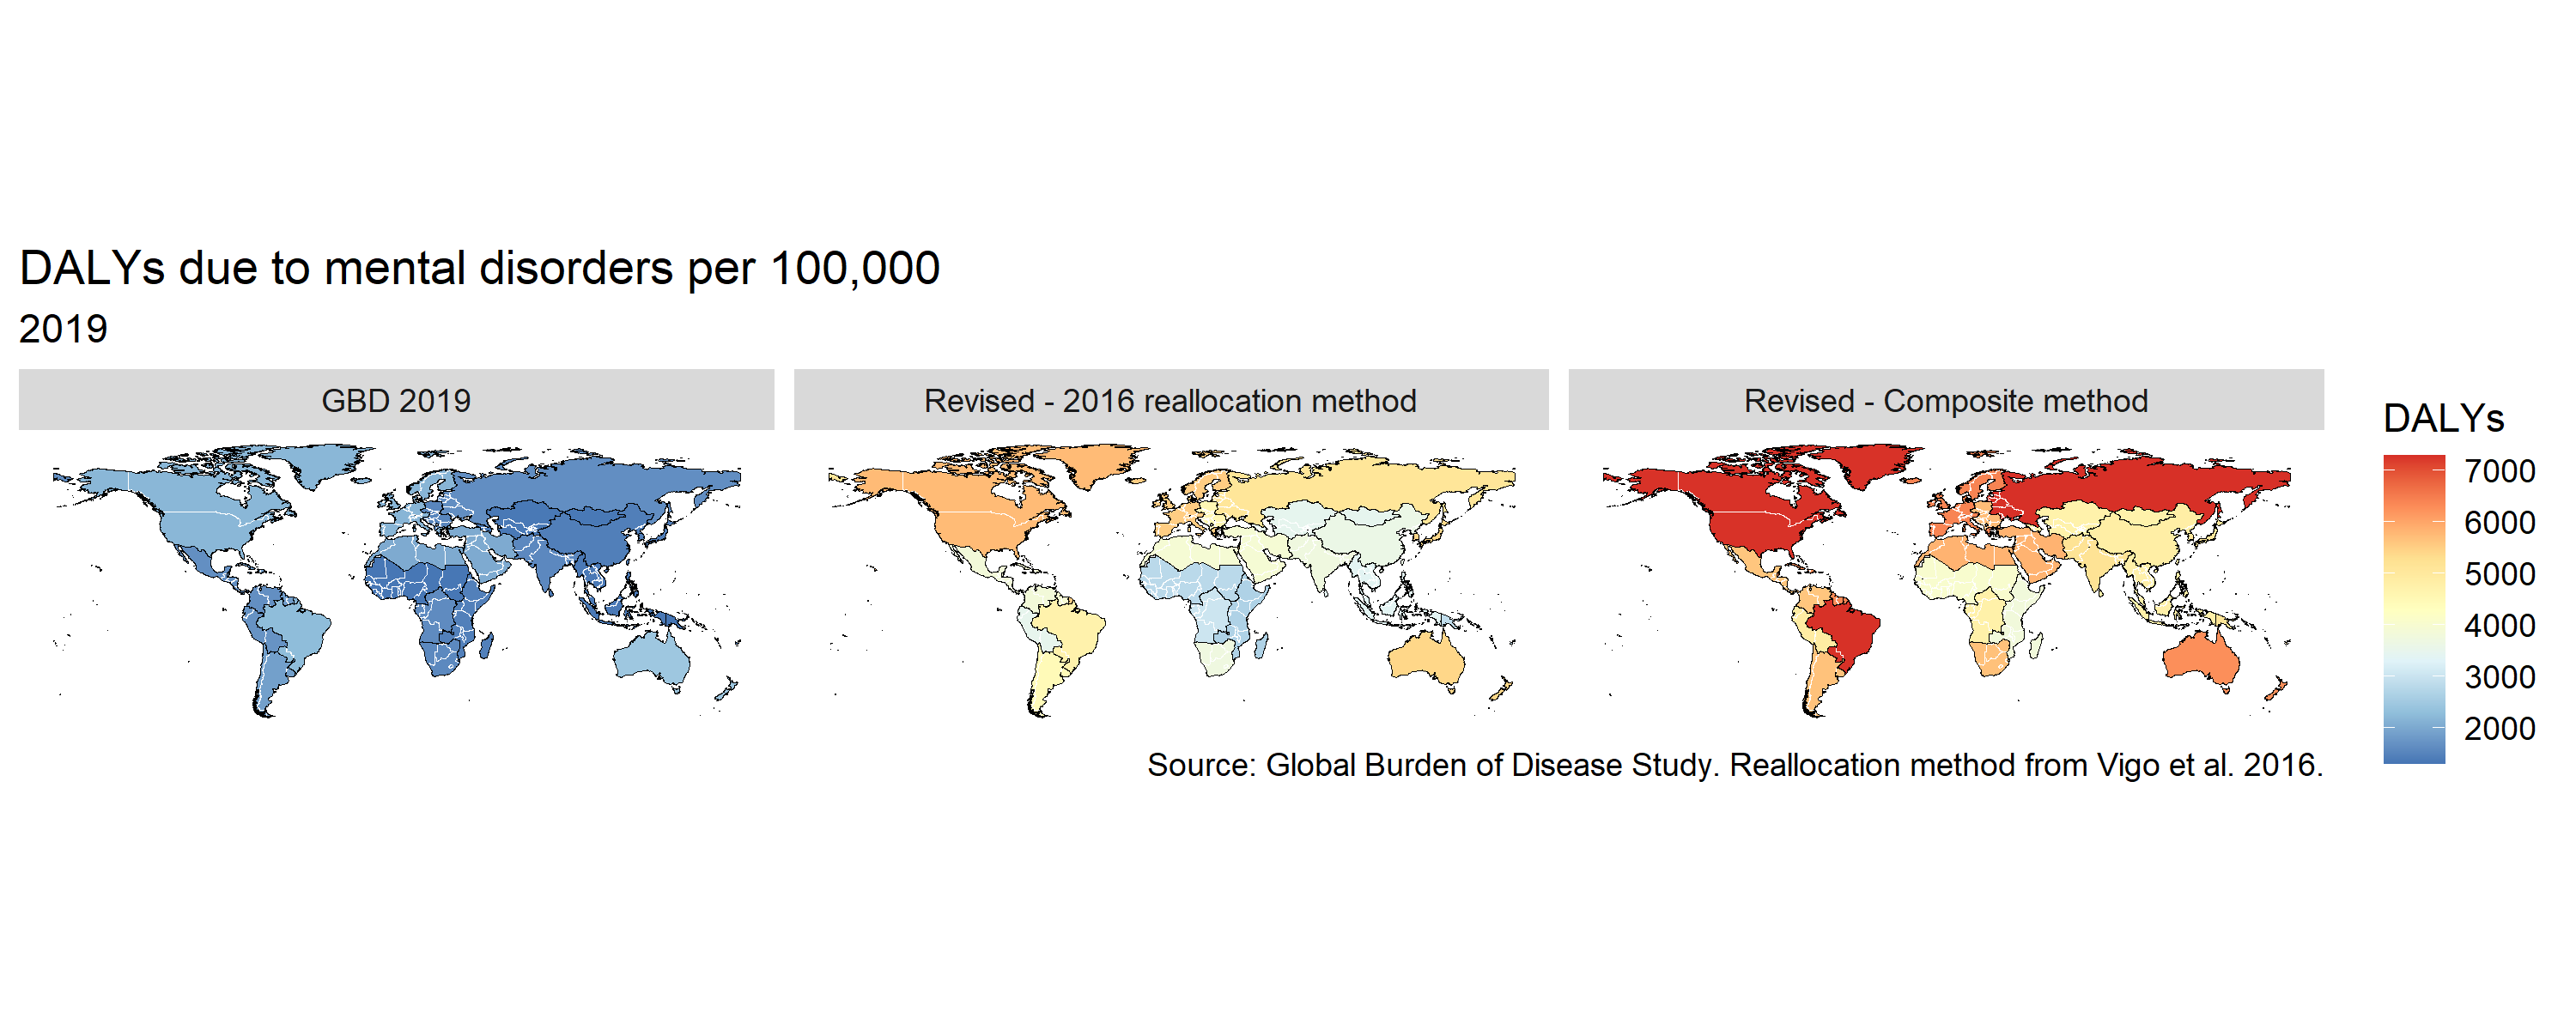 DALYs due to mental disorders per 100,000
2019
GBD 2019
Revised - 2016 reallocation method
Revised - Composite method
DALYs
7000
6000
5000
4000
3000
2000
Source: Global Burden of Disease Study. Reallocation method from Vigo et al. 2016.